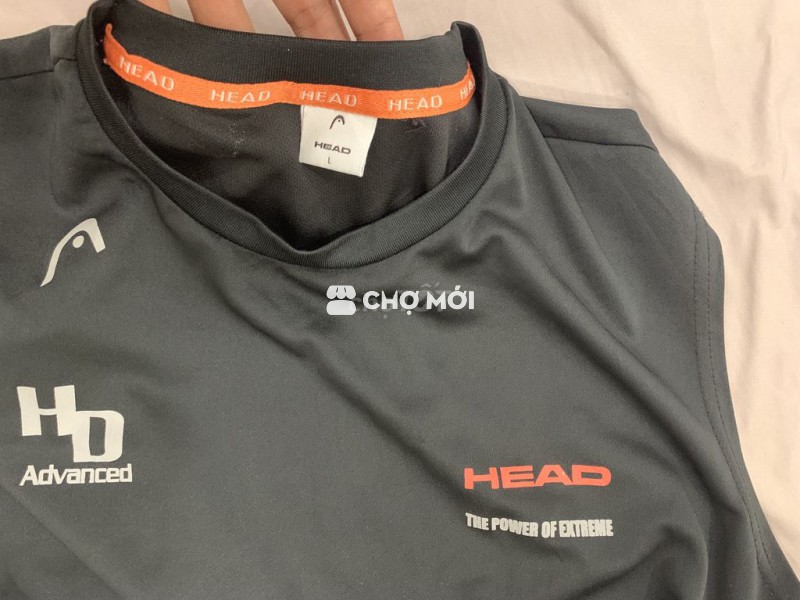 HEAD HEAD HEAD HEAD
HEAD
L
CHỢ MỚI
HD
Advanced
HEAD
THE POWER OF EXTREME